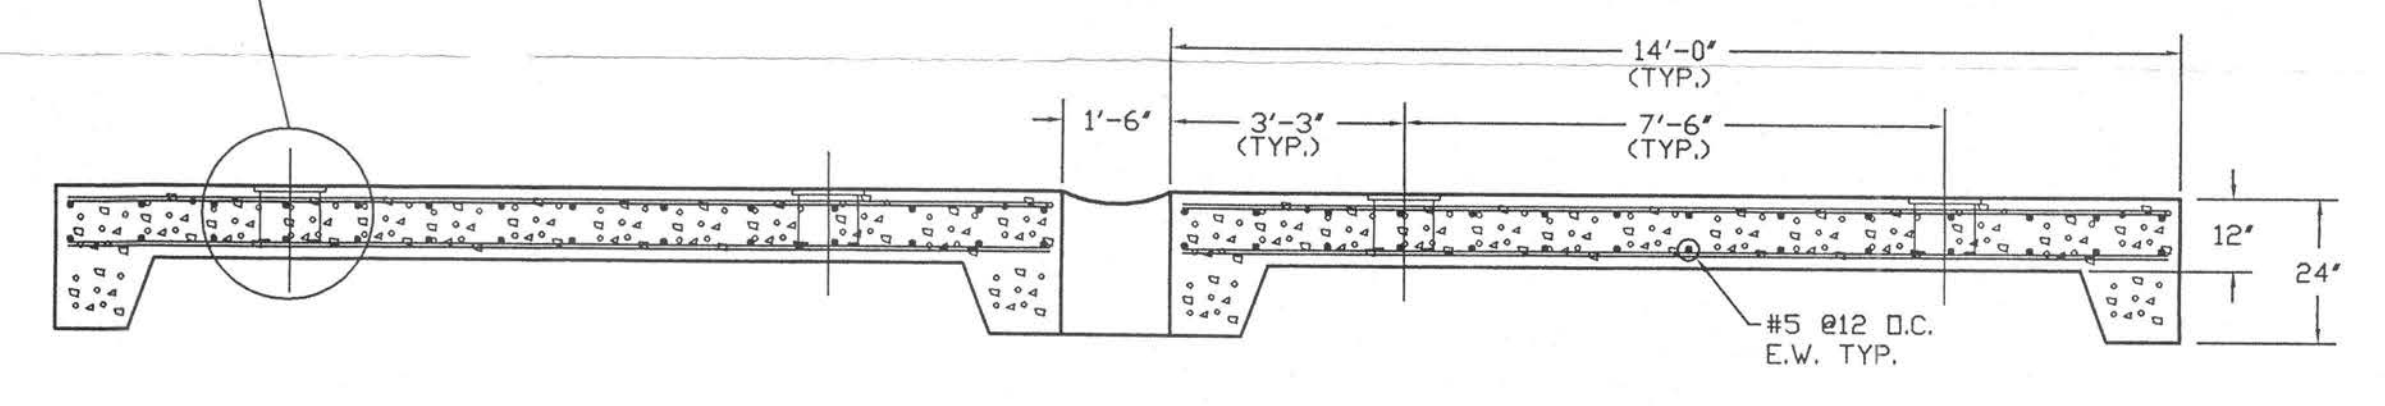 14'-0"
(TYP.)
1'-6"
3'-3"
(TYP.)
7'-6"
(TYP.)
12"
24"
#5 @12 O.C.
E.W. TYP.